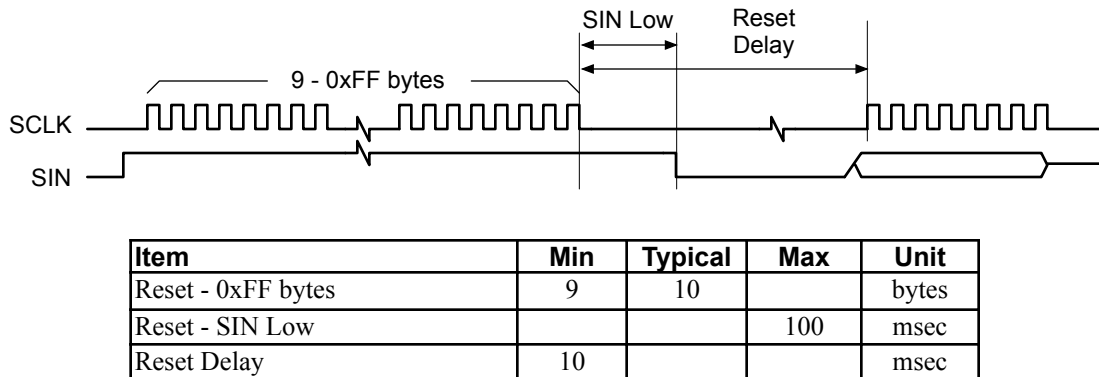 SIN Low
Reset
Delay
9 - 0xFF bytes
SCLK
SIN
Item Min Typical Max Unit
Reset - 0xFF bytes 9 10 bytes
Reset - SIN Low 100 msec
Reset Delay 10 msec